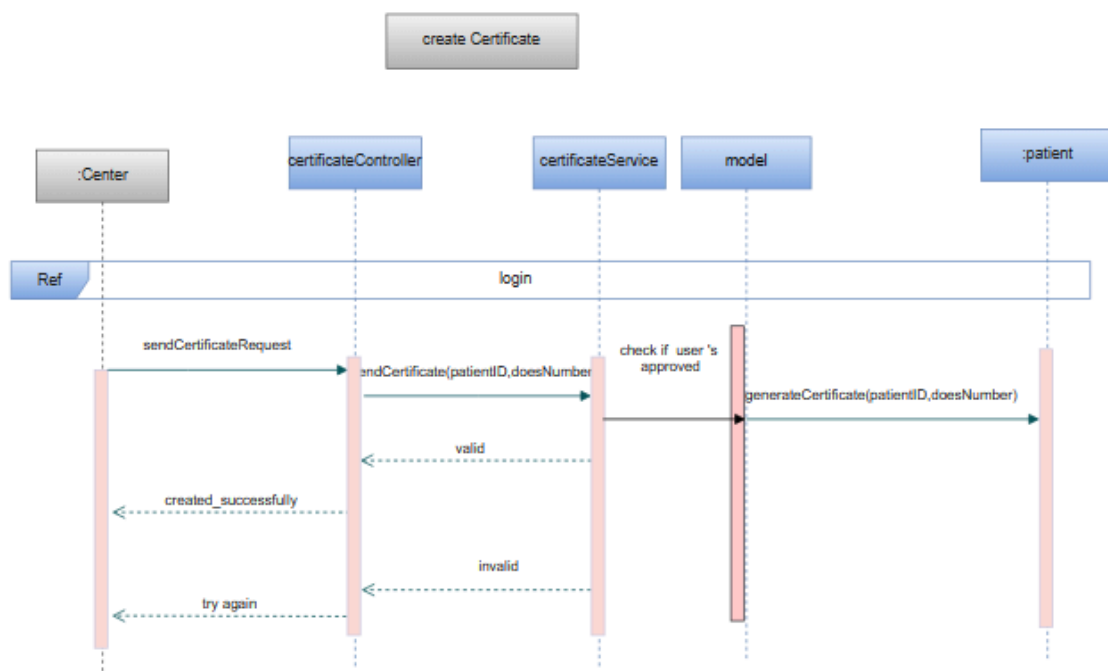 create Certificate
:Center
certificateController
certificateService
model
:patient
Ref
login
sendCertificateRequest
endCertificate(patientID,doesNumber
check if user 's
approved
generateCertificate(patientID,doesNumber)
valid
created_successfully
invalid
try again